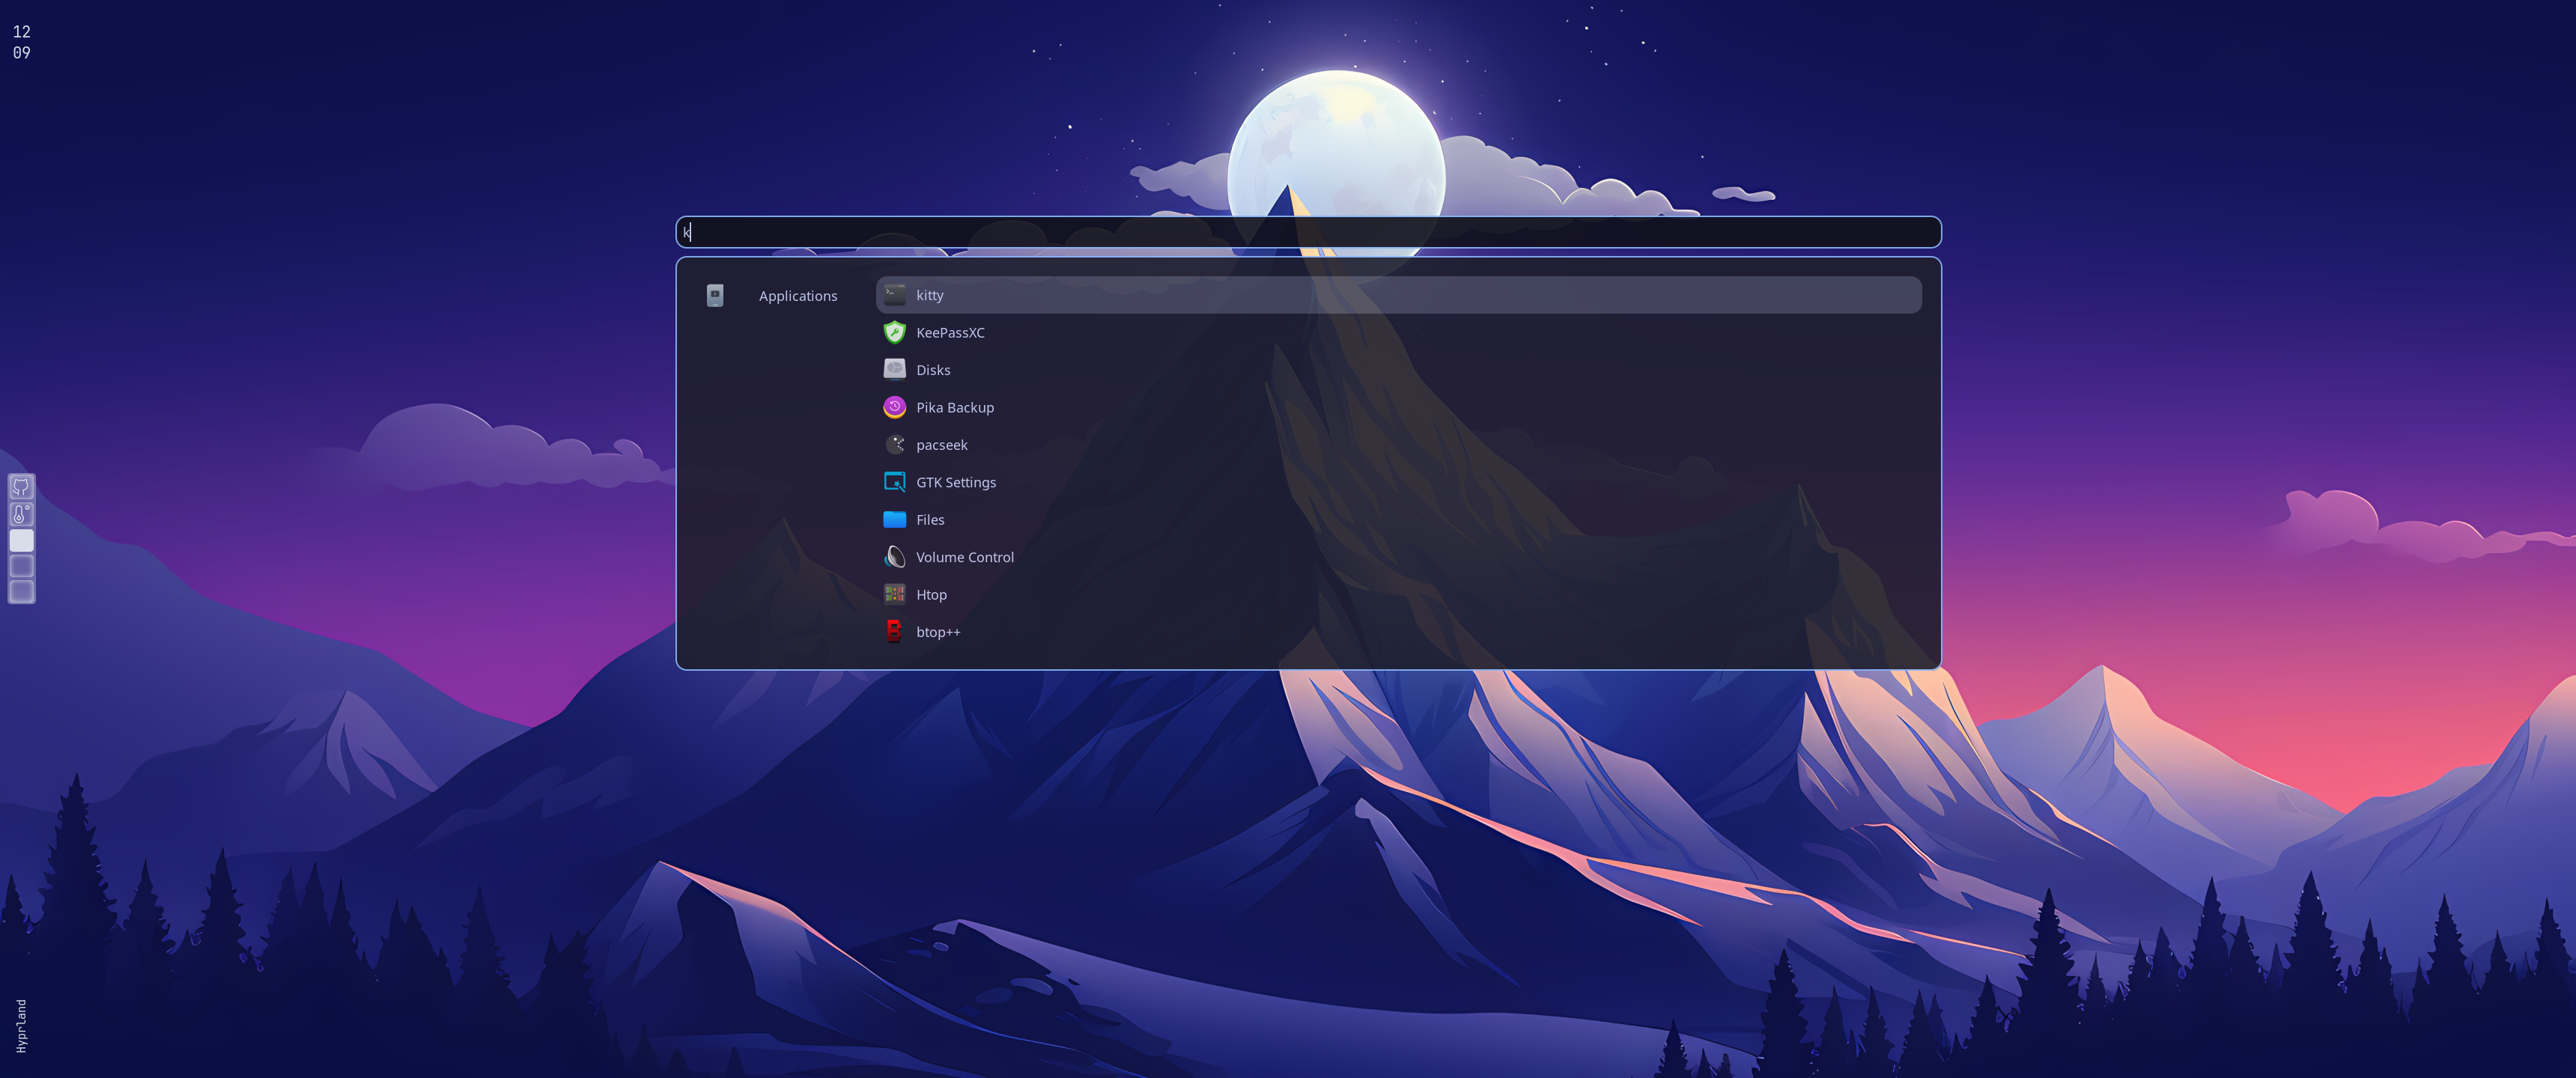 12
09
k
Applications
kitty
KeePassXC
Disks
Pika Backup
pacseek
GTK Settings
Files
Volume Control
Htop
btop++
Hyprland